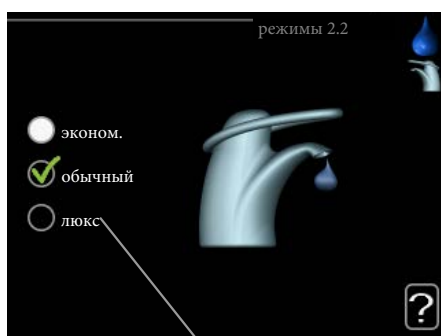 режимы 2.2
эконом.
обычный
люкс
?